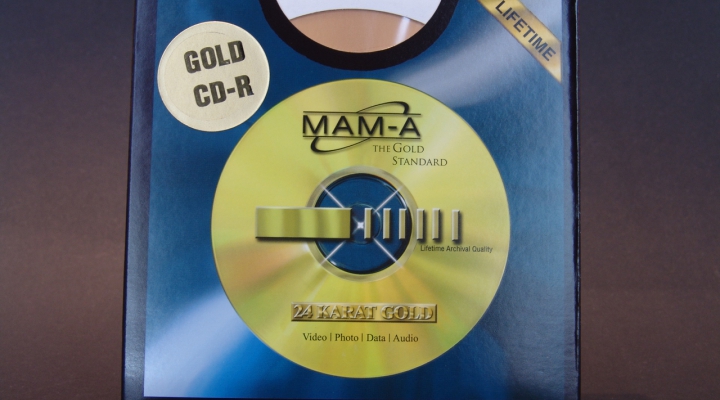 LIFETIME
GOLD
CD-R
MAM-A
THE GOLD
STANDARD
Lifetime Archival Quality
24 KARAT GOLD
Video | Photo | Data | Audio